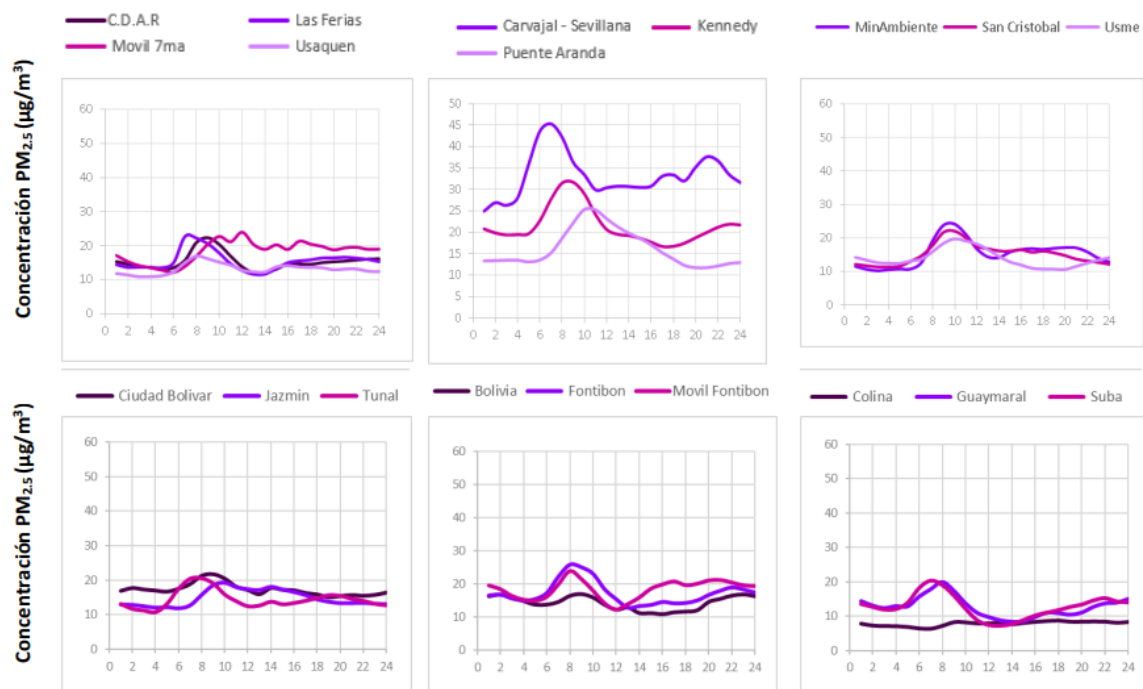 C.D.A.R Las Ferias
Movil 7ma Usaquen
Carvajal - Sevillana Kennedy
Puente Aranda
MinAmbiente San Cristobal Usme
Concentración PM2.5 (µg/m³)
60
50
40
30
20
10
0
0 2 4 6 8 10 12 14 16 18 20 22 24
50
45
40
35
30
25
20
15
10
5
0
0 2 4 6 8 10 12 14 16 18 20 22 24
60
50
40
30
20
10
0
0 2 4 6 8 10 12 14 16 18 20 22 24
Ciudad Bolivar Jazmin Tunal
Bolivia Fontibon Movil Fontibon
Colina Guaymaral Suba
Concentración PM2.5 (µg/m³)
60
50
40
30
20
10
0
0 2 4 6 8 10 12 14 16 18 20 22 24
60
50
40
30
20
10
0
0 2 4 6 8 10 12 14 16 18 20 22 24
60
50
40
30
20
10
0
0 2 4 6 8 10 12 14 16 18 20 22 24